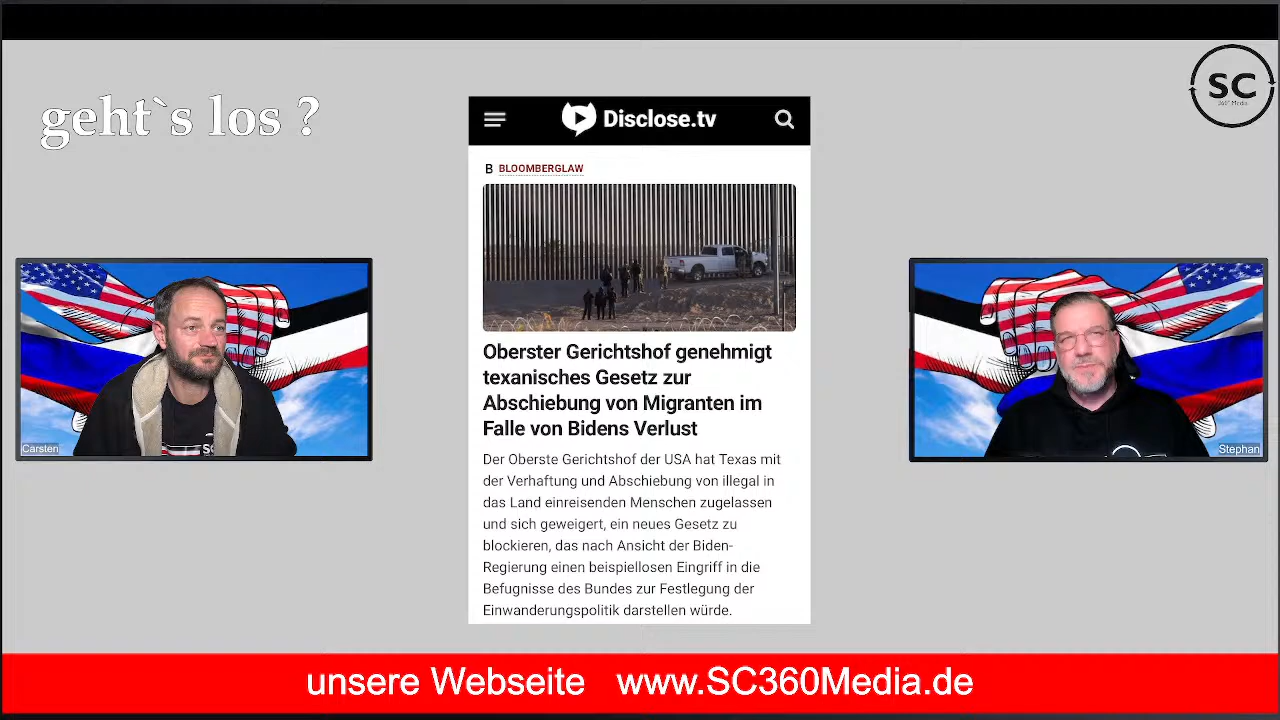 geht`s los ?
SC
360° Media
Disclose.tv
B BLOOMBERGLAW
Oberster Gerichtshof genehmigt
texanisches Gesetz zur
Abschiebung von Migranten im
Falle von Bidens Verlust
Der Oberste Gerichtshof der USA hat Texas mit
der Verhaftung und Abschiebung von illegal in
das Land einreisenden Menschen zugelassen
und sich geweigert, ein neues Gesetz zu
blockieren, das nach Ansicht der Biden-
Regierung einen beispiellosen Eingriff in die
Befugnisse des Bundes zur Festlegung der
Einwanderungspolitik darstellen würde.
Carsten
Stephan
unsere Webseite www.SC360Media.de